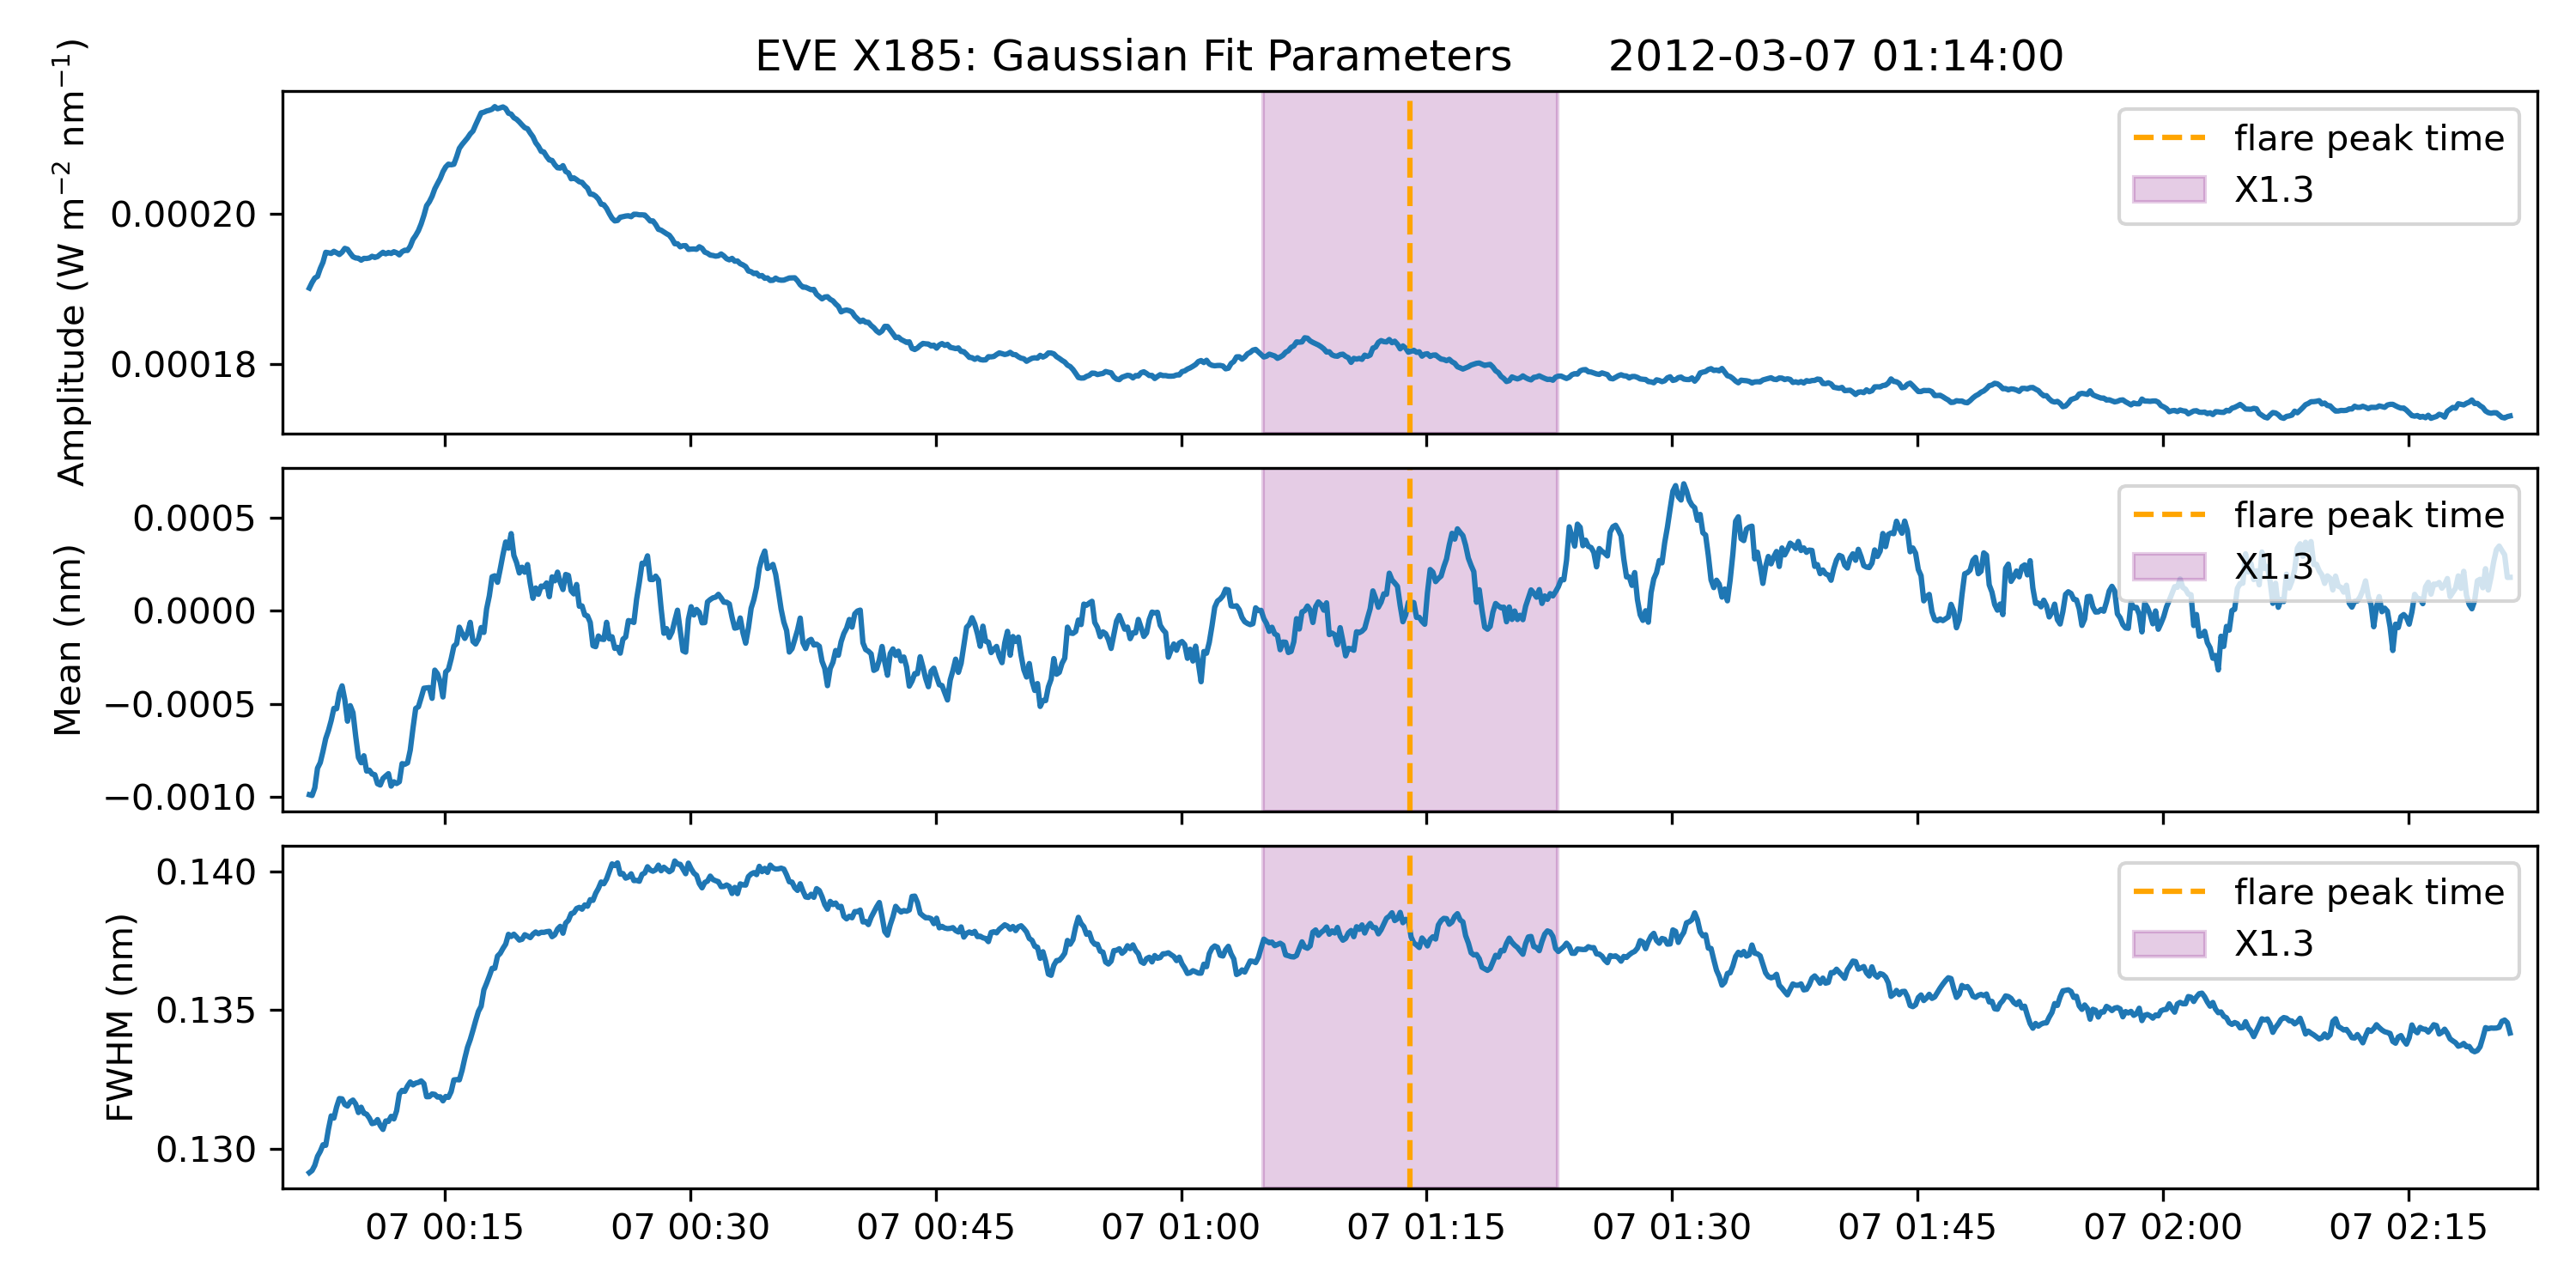 EVE X185: Gaussian Fit Parameters 2012-03-07 01:14:00
Amplitude (W m⁻² nm⁻¹)
0.00020
0.00018
flare peak time
X1.3
Mean (nm)
0.0005
0.0000
−0.0005
−0.0010
flare peak time
X1.3
FWHM (nm)
0.140
0.135
0.130
flare peak time
X1.3
07 00:15 07 00:30 07 00:45 07 01:00 07 01:15 07 01:30 07 01:45 07 02:00 07 02:15